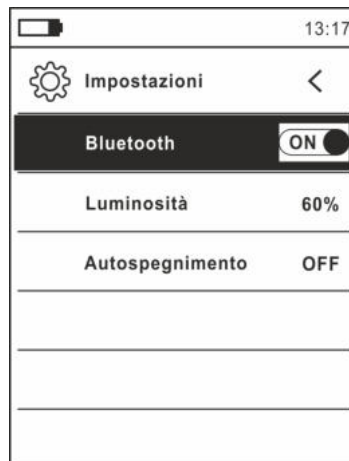 13:17
Impostazioni <
Bluetooth ON
Luminosità 60%
Autospegnimento OFF